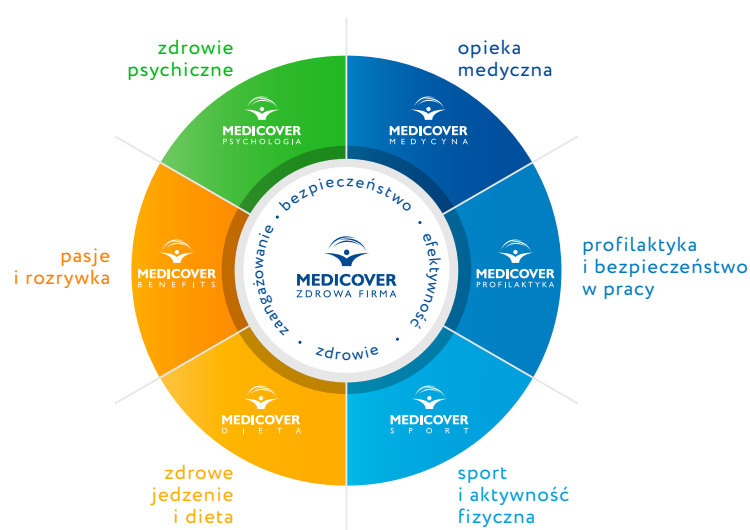 zdrowie
psychiczne
opieka
medyczna
MEDICOVER
PSYCHOLOGIA
MEDICOVER
MEDYCYNA
bezpieczeństwo • efektywność • zdrowie • zaangażowanie •
pasje
i rozrywka
MEDICOVER
BENEFITS
MEDICOVER
ZDROWA FIRMA
MEDICOVER
PROFILAKTYKA
profilaktyka
i bezpieczeństwo
w pracy
MEDICOVER
DIETA
MEDICOVER
SPORT
zdrowe
jedzenie
i dieta
sport
i aktywność
fizyczna